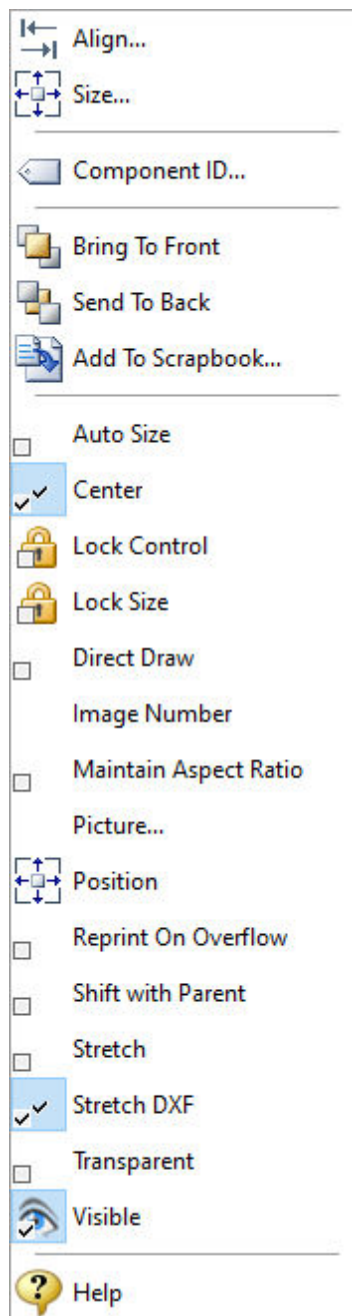 Align...
Size...
Component ID...
Bring To Front
Send To Back
Add To Scrapbook...
Auto Size
Center
Lock Control
Lock Size
Direct Draw
Image Number
Maintain Aspect Ratio
Picture...
Position
Reprint On Overflow
Shift with Parent
Stretch
Stretch DXF
Transparent
Visible
Help